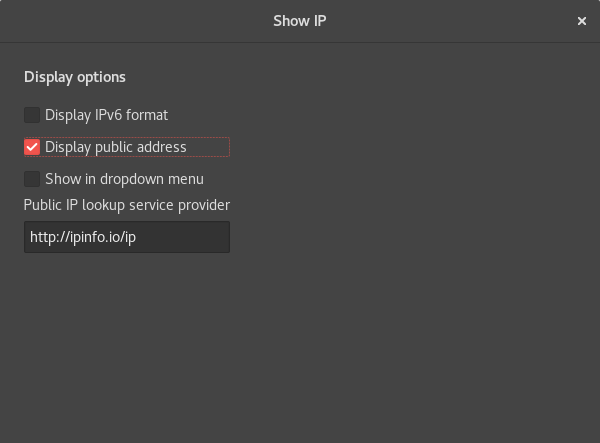 Show IP
Display options
Display IPv6 format
Display public address
Show in dropdown menu
Public IP lookup service provider
http://ipinfo.io/ip